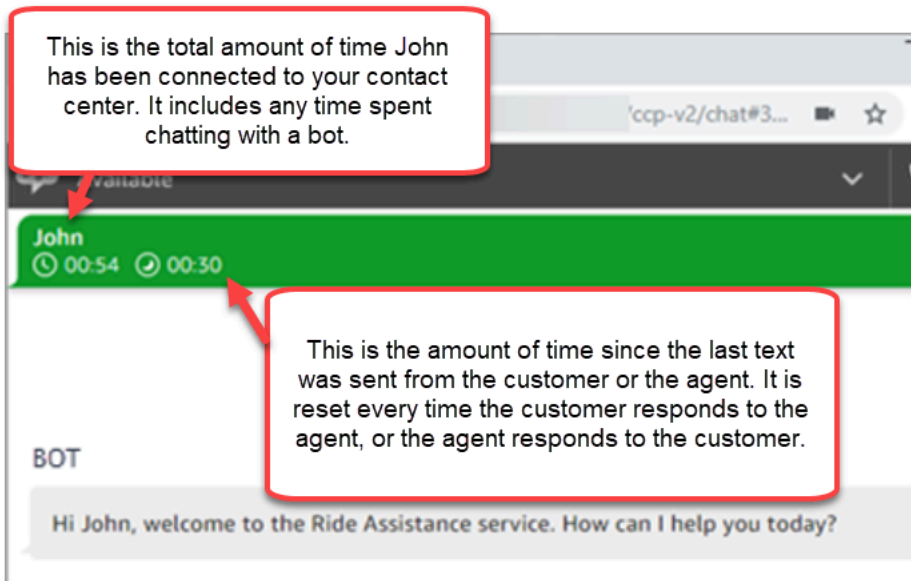 This is the total amount of time John
has been connected to your contact
center. It includes any time spent
chatting with a bot.
/ccp-v2/chat#3...
Available
John
00:54 00:30
This is the amount of time since the last text
was sent from the customer or the agent. It is
reset every time the customer responds to the
agent, or the agent responds to the customer.
BOT
Hi John, welcome to the Ride Assistance service. How can I help you today?